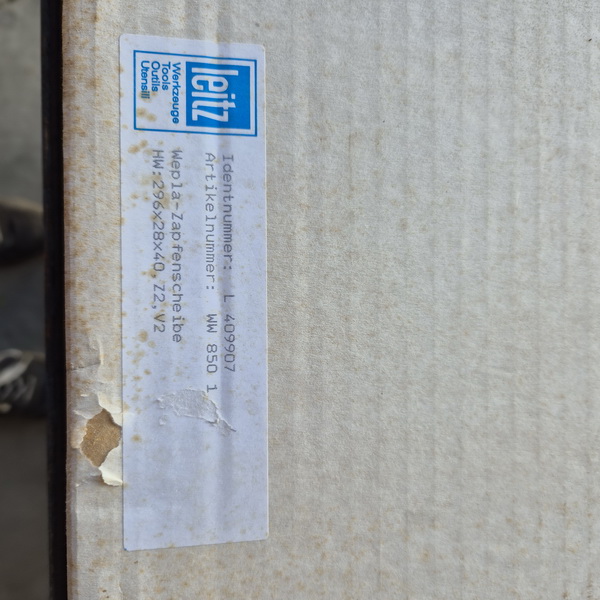 leitz
Werkzeuge
Tools
Outils
Utensili
Identnummer: L 409907
Artikelnummer: WW 850 1
Wepla-Zapfenscheibe
HW:296x28x40,Z2,V2